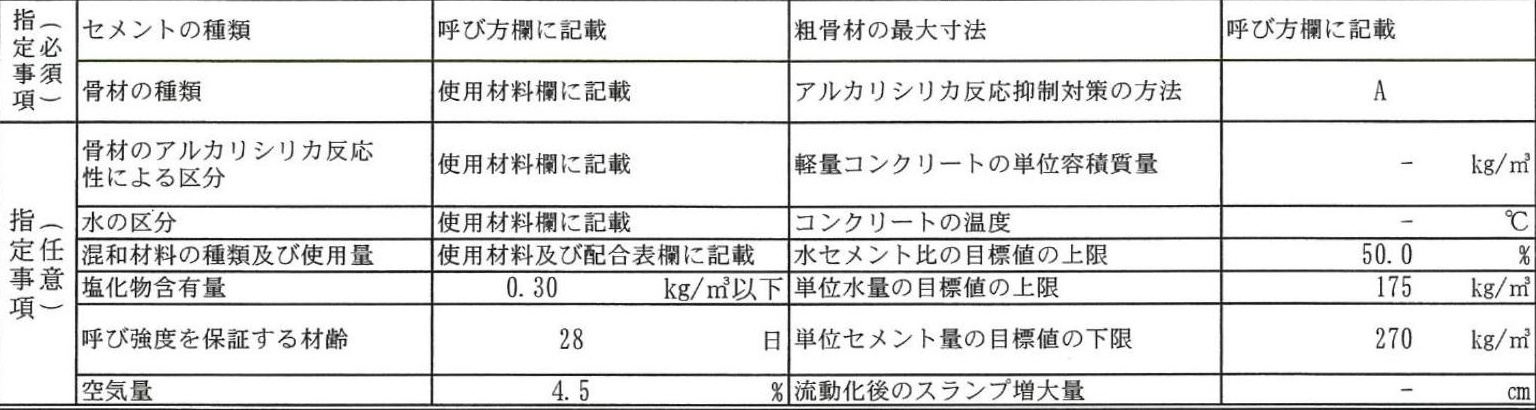 指定事項（必須）
セメントの種類 呼び方欄に記載 粗骨材の最大寸法 呼び方欄に記載
骨材の種類 使用材料欄に記載 アルカリシリカ反応抑制対策の方法 A
指定事項（任意）
骨材のアルカリシリカ反応
性による区分 使用材料欄に記載 軽量コンクリートの単位容積質量 － kg/㎥
水の区分 使用材料欄に記載 コンクリートの温度 － ℃
混和材料の種類及び使用量 使用材料及び配合表欄に記載 水セメント比の目標値の上限 50.0 %
塩化物含有量 0.30 kg/㎥以下 単位水量の目標値の上限 175 kg/㎥
呼び強度を保証する材齢 28 日 単位セメント量の目標値の下限 270 kg/㎥
空気量 4.5 % 流動化後のスランプ増大量 － cm